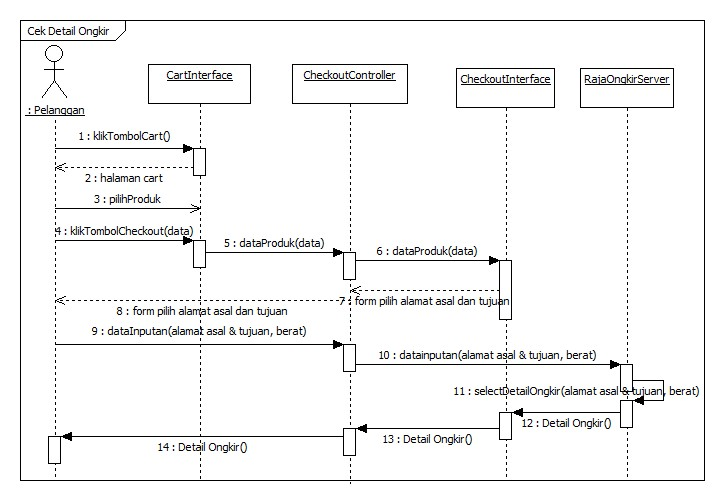 Cek Detail Ongkir
: Pelanggan
CartInterface
CheckoutController
CheckoutInterface
RajaOngkirServer
1 : klikTombolCart()
2 : halaman cart
3 : pilihProduk
4 : klikTombolCheckout(data)
5 : dataProduk(data)
6 : dataProduk(data)
7 : form pilih alamat asal dan tujuan
8 : form pilih alamat asal dan tujuan
9 : dataInputan(alamat asal & tujuan, berat)
10 : datainputan(alamat asal & tujuan, berat)
11 : selectDetailOngkir(alamat asal & tujuan, berat)
12 : Detail Ongkir()
13 : Detail Ongkir()
14 : Detail Ongkir()